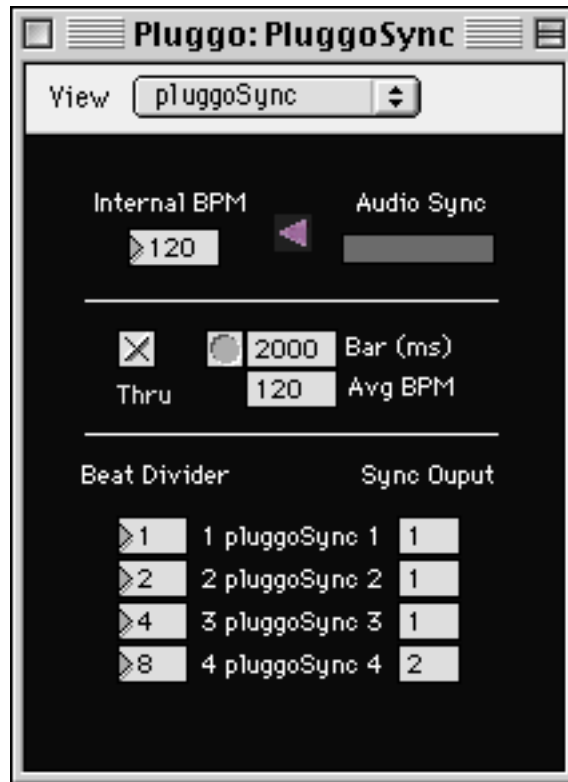 Pluggo: PluggoSync
View pluggoSync
Internal BPM Audio Sync
120
2000 Bar (ms)
Thru 120 Avg BPM
Beat Divider Sync Ouput
1 1 pluggoSync 1 1
2 2 pluggoSync 2 1
4 3 pluggoSync 3 1
8 4 pluggoSync 4 2